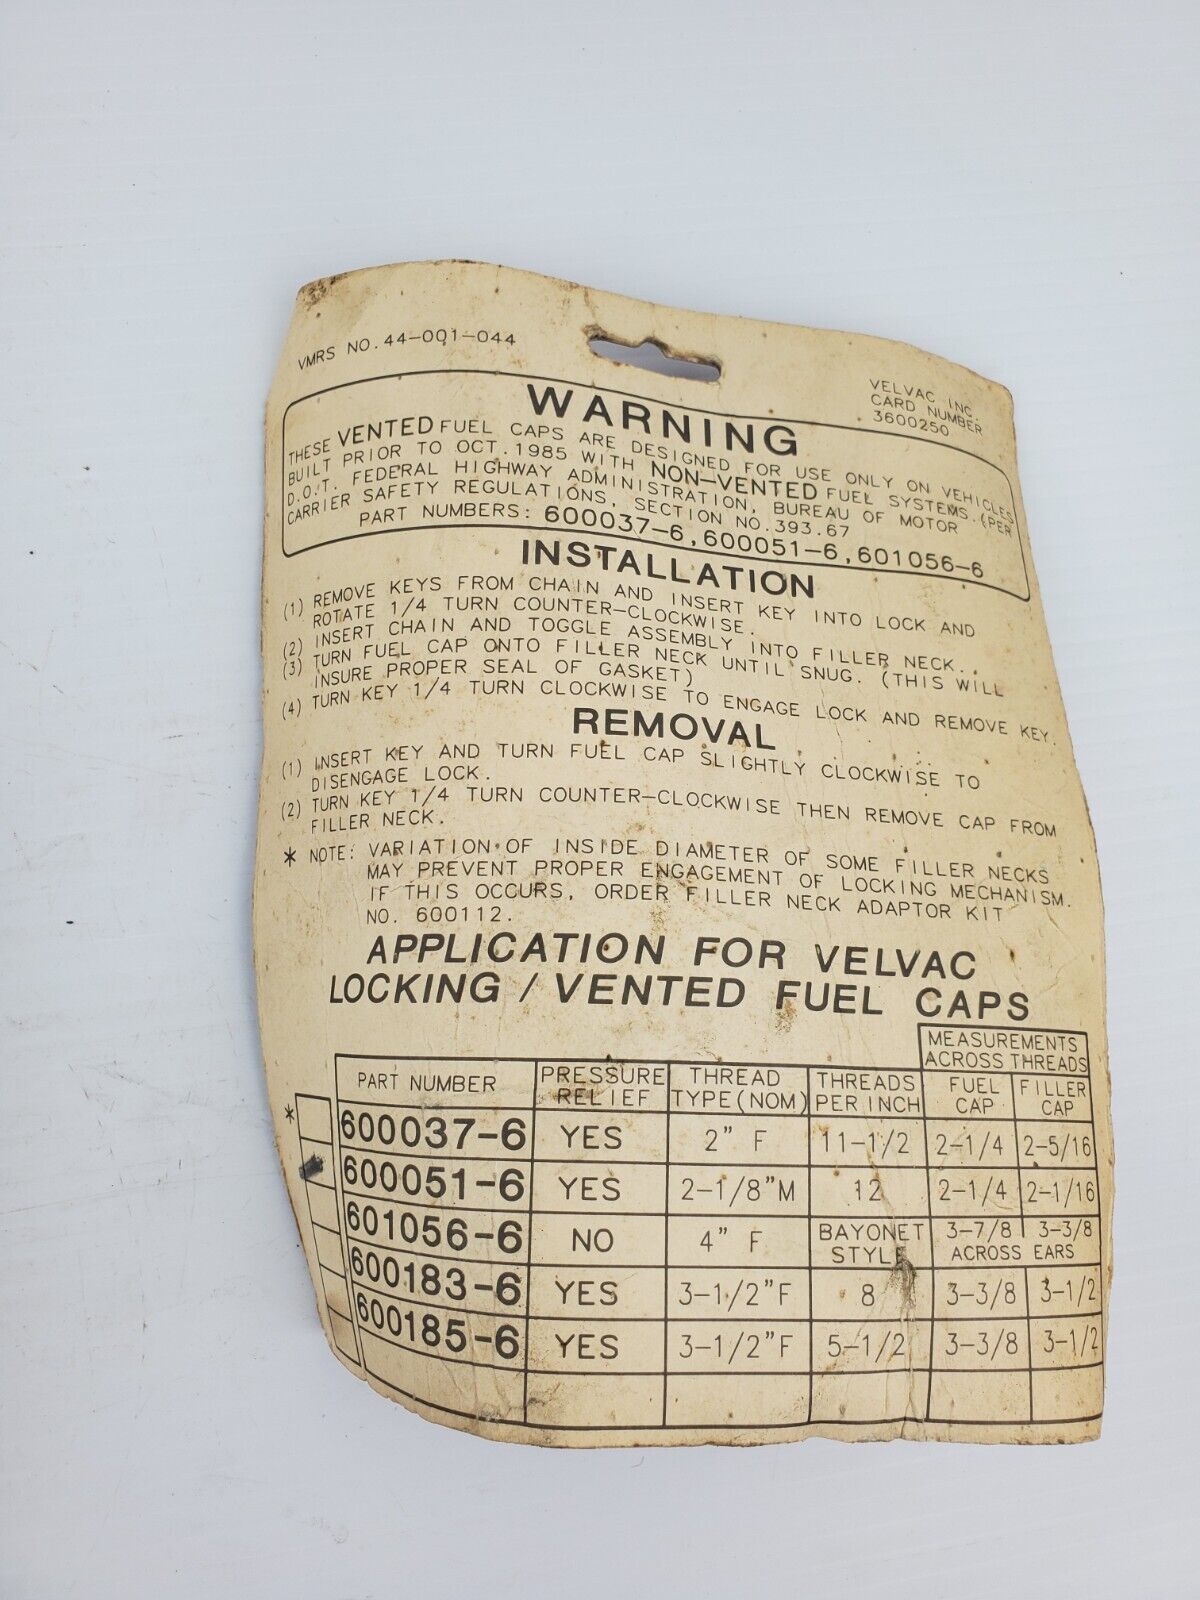 VMRS NO. 44-001-044
VELVAC INC.
CARD NUMBER
3600250
WARNING
THESE VENTED FUEL CAPS ARE DESIGNED FOR USE ONLY ON VEHICLES
BUILT PRIOR TO OCT. 1985 WITH NON-VENTED FUEL SYSTEMS. (PER
D.O.T. FEDERAL HIGHWAY ADMINISTRATION, BUREAU OF MOTOR
CARRIER SAFETY REGULATIONS, SECTION NO. 393.67
PART NUMBERS: 600037-6, 600051-6, 601056-6
INSTALLATION
(1) REMOVE KEYS FROM CHAIN AND INSERT KEY INTO LOCK AND
ROTATE 1/4 TURN COUNTER-CLOCKWISE.
(2) INSERT CHAIN AND TOGGLE ASSEMBLY INTO FILLER NECK.
(3) TURN FUEL CAP ONTO FILLER NECK UNTIL SNUG. (THIS WILL
INSURE PROPER SEAL OF GASKET)
(4) TURN KEY 1/4 TURN CLOCKWISE TO ENGAGE LOCK AND REMOVE KEY.
REMOVAL
(1) INSERT KEY AND TURN FUEL CAP SLIGHTLY CLOCKWISE TO
DISENGAGE LOCK.
(2) TURN KEY 1/4 TURN COUNTER-CLOCKWISE THEN REMOVE CAP FROM
FILLER NECK.
* NOTE: VARIATION OF INSIDE DIAMETER OF SOME FILLER NECKS
MAY PREVENT PROPER ENGAGEMENT OF LOCKING MECHANISM.
IF THIS OCCURS, ORDER FILLER NECK ADAPTOR KIT
NO. 600112.
APPLICATION FOR VELVAC
LOCKING / VENTED FUEL CAPS
MEASUREMENTS
ACROSS THREADS
PART NUMBER PRESSURE RELIEF THREAD TYPE (NOM) THREADS PER INCH FUEL CAP FILLER CAP
* 600037-6 YES 2" F 11-1/2 2-1/4 2-5/16
600051-6 YES 2-1/8" M 12 2-1/4 2-1/16
601056-6 NO 4" F BAYONET STYLE 3-7/8 3-3/8 ACROSS EARS
600183-6 YES 3-1/2" F 8 3-3/8 3-1/2
600185-6 YES 3-1/2" F 5-1/2 3-3/8 3-1/2